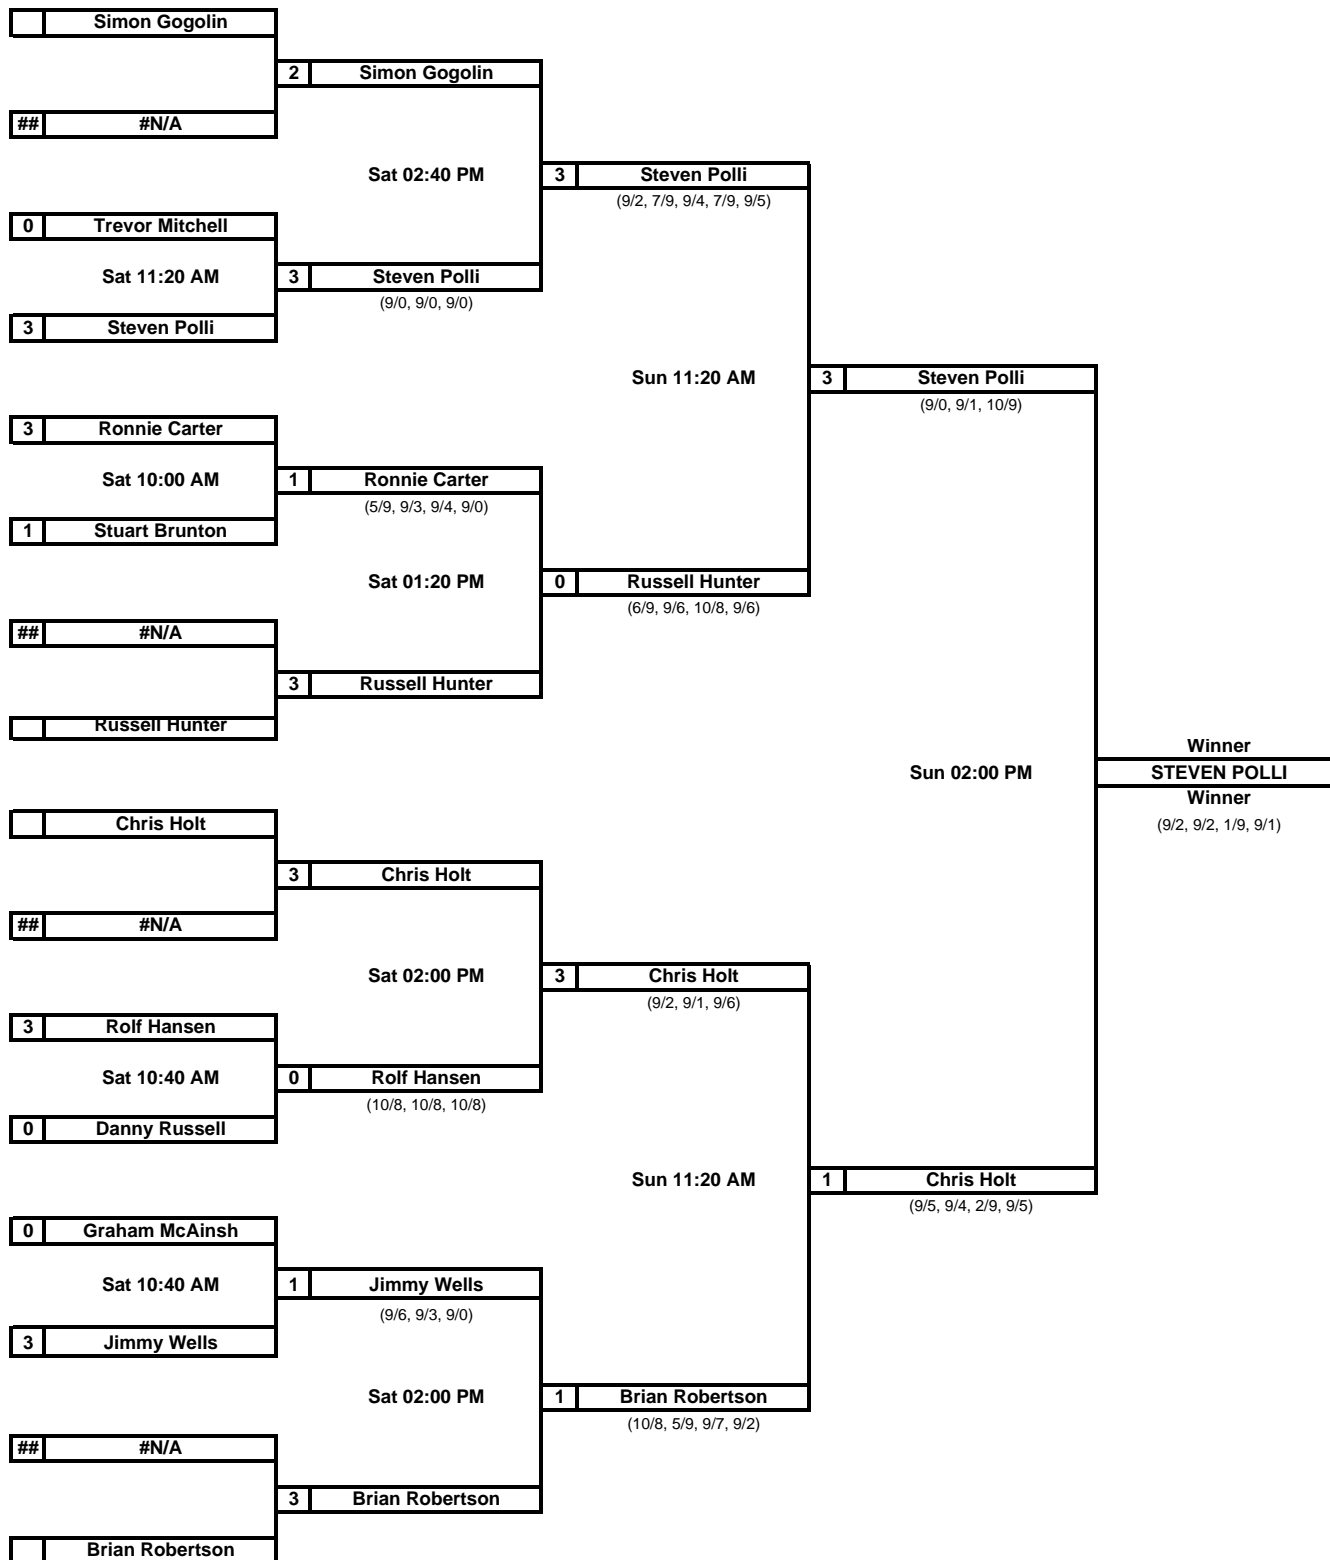 Simon Gogolin
2 Simon Gogolin
## #N/A
Sat 02:40 PM
3 Steven Polli
(9/2, 7/9, 9/4, 7/9, 9/5)
0 Trevor Mitchell
Sat 11:20 AM
3 Steven Polli
(9/0, 9/0, 9/0)
3 Steven Polli
Sun 11:20 AM
3 Steven Polli
(9/0, 9/1, 10/9)
3 Ronnie Carter
Sat 10:00 AM
1 Ronnie Carter
(5/9, 9/3, 9/4, 9/0)
1 Stuart Brunton
Sat 01:20 PM
0 Russell Hunter
(6/9, 9/6, 10/8, 9/6)
## #N/A
3 Russell Hunter
Russell Hunter
Winner
Sun 02:00 PM
STEVEN POLLI
Winner
(9/2, 9/2, 1/9, 9/1)
Chris Holt
3 Chris Holt
## #N/A
Sat 02:00 PM
3 Chris Holt
(9/2, 9/1, 9/6)
3 Rolf Hansen
Sat 10:40 AM
0 Rolf Hansen
(10/8, 10/8, 10/8)
0 Danny Russell
Sun 11:20 AM
1 Chris Holt
(9/5, 9/4, 2/9, 9/5)
0 Graham McAinsh
Sat 10:40 AM
1 Jimmy Wells
(9/6, 9/3, 9/0)
3 Jimmy Wells
Sat 02:00 PM
1 Brian Robertson
(10/8, 5/9, 9/7, 9/2)
## #N/A
3 Brian Robertson
Brian Robertson